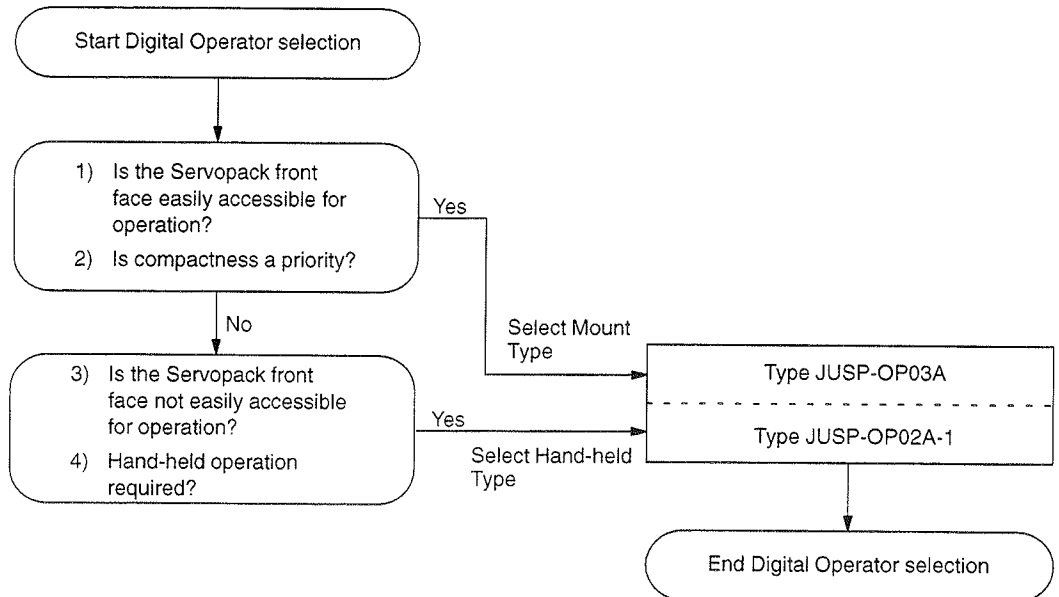 Start Digital Operator selection
1) Is the Servopack front
face easily accessible for
operation?
2) Is compactness a priority?
Yes
No
Select Mount
Type
3) Is the Servopack front
face not easily accessible
for operation?
4) Hand-held operation
required?
Yes
Select Hand-held
Type
Type JUSP-OP03A
Type JUSP-OP02A-1
End Digital Operator selection